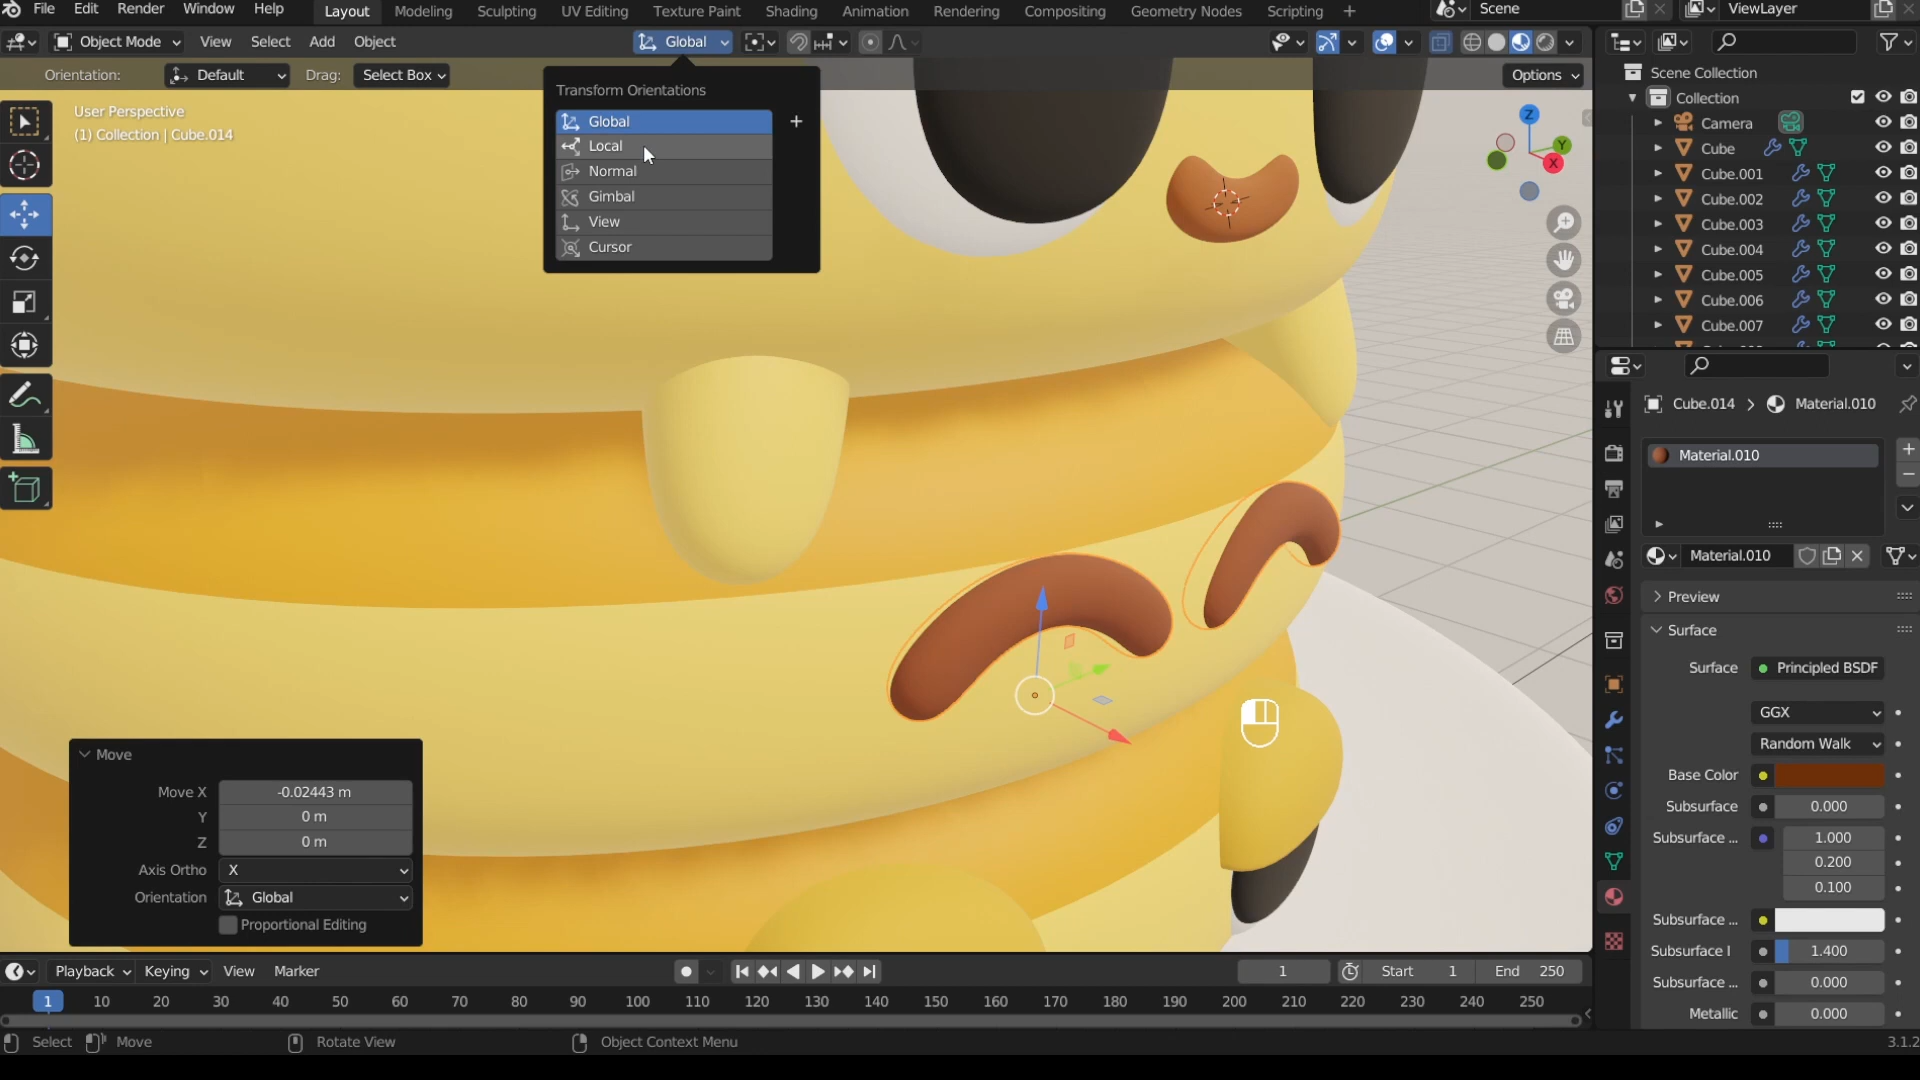 File Edit Render Window Help Layout Modeling Sculpting UV Editing Texture Paint Shading Animation Rendering Compositing Geometry Nodes Scripting + Scene ViewLayer
Object Mode View Select Add Object Global
Orientation: Default Drag: Select Box Options
Transform Orientations
Global
Local
Normal
Gimbal
View
Cursor
User Perspective
(1) Collection | Cube.014
Z
Y
X
Scene Collection
Collection
Camera
Cube
Cube.001
Cube.002
Cube.003
Cube.004
Cube.005
Cube.006
Cube.007
Cube.014 > Material.010
Material.010
Material.010
Preview
Surface
Surface Principled BSDF
GGX
Random Walk
Base Color
Subsurface 0.000
Subsurface ... 1.000
0.200
0.100
Subsurface ...
Subsurface I 1.400
Subsurface ... 0.000
Metallic 0.000
Move
Move X -0.02443 m
Y 0 m
Z 0 m
Axis Ortho X
Orientation Global
Proportional Editing
Playback Keying View Marker 1 Start 1 End 250
1 10 20 30 40 50 60 70 80 90 100 110 120 130 140 150 160 170 180 190 200 210 220 230 240 250
Select Move Rotate View Object Context Menu 3.1.2